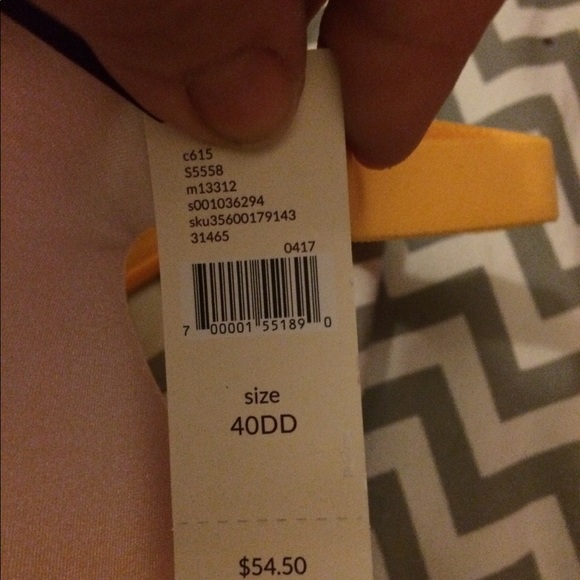 c615
S5558
m13312
s001036294
sku35600179143
31465
0417
7 00001 55189 0
size
40DD
$54.50